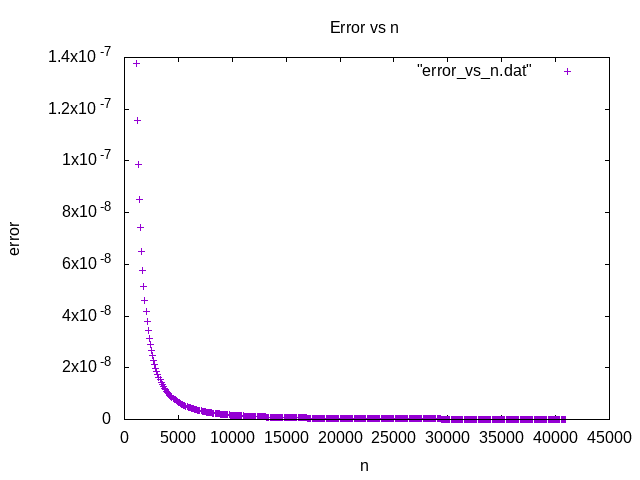 Error vs n
"error_vs_n.dat"
1.4x10^-7
1.2x10^-7
1x10^-7
8x10^-8
6x10^-8
4x10^-8
2x10^-8
0
error
0 5000 10000 15000 20000 25000 30000 35000 40000 45000
n